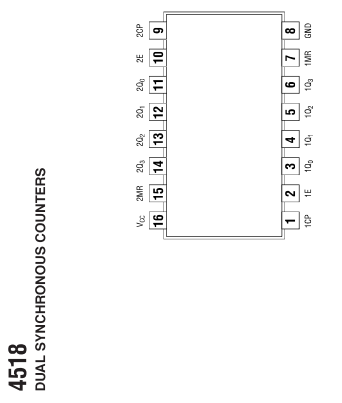 4518
DUAL SYNCHRONOUS COUNTERS
VCC 2MR 2Q3 2Q2 2Q1 2Q0 2E 2CP
16 15 14 13 12 11 10 9
1 2 3 4 5 6 7 8
1CP 1E 1Q0 1Q1 1Q2 1Q3 1MR GND